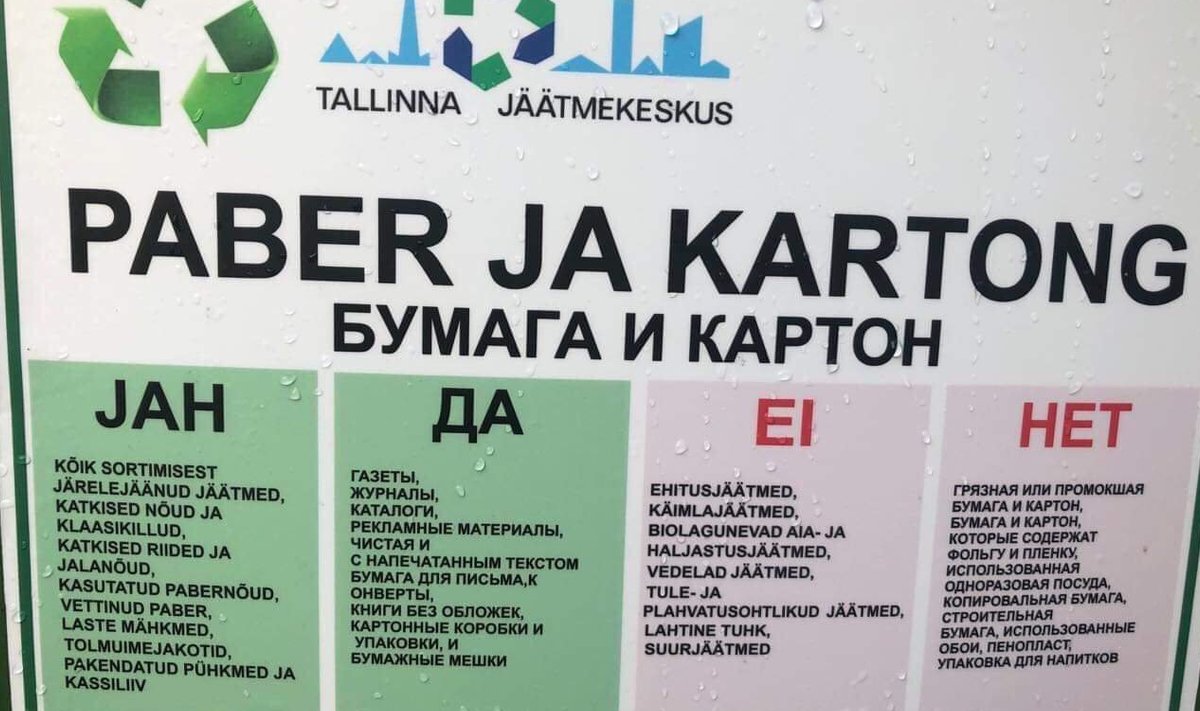 TALLINNA JÄÄTMEKESKUS
PABER JA KARTONG
БУМАГА И КАРТОН
JAH
KÕIK SORTIMISEST
JÄRELEJÄÄNUD JÄÄTMED,
KATKISED NÕUD JA
KLAASIKILLUD,
KATKISED RIIDED JA
JALANÕUD,
KASUTATUD PABERNÕUD,
VETTINUD PABER,
LASTE MÄHKMED,
TOLMUIMEJAKOTID,
PAKENDATUD PÜHKMED JA
KASSILIIV
ДА
ГАЗЕТЫ,
ЖУРНАЛЫ,
КАТАЛОГИ,
РЕКЛАМНЫЕ МАТЕРИАЛЫ,
ЧИСТАЯ И
С НАПЕЧАТАННЫМ ТЕКСТОМ
БУМАГА ДЛЯ ПИСЬМА,К
ОНВЕРТЫ,
КНИГИ БЕЗ ОБЛОЖЕК,
КАРТОННЫЕ КОРОБКИ И
УПАКОВКИ, И
БУМАЖНЫЕ МЕШКИ
EI
EHITUSJÄÄTMED,
KÄIMLAJÄÄTMED,
BIOLAGUNEVAD AIA- JA
HALJASTUSJÄÄTMED,
VEDELAD JÄÄTMED,
TULE- JA
PLAHVATUSOHTLIKUD JÄÄTMED,
LAHTINE TUHK,
SUURJÄÄTMED
НЕТ
ГРЯЗНАЯ ИЛИ ПРОМОКШАЯ
БУМАГА И КАРТОН,
БУМАГА И КАРТОН,
КОТОРЫЕ СОДЕРЖАТ
ФОЛЬГУ И ПЛЕНКУ,
ИСПОЛЬЗОВАННАЯ
ОДНОРАЗОВАЯ ПОСУДА,
КОПИРОВАЛЬНАЯ БУМАГА,
СТРОИТЕЛЬНАЯ
БУМАГА, ИСПОЛЬЗОВАННЫЕ
ОБОИ, ПЕНОПЛАСТ,
УПАКОВКА ДЛЯ НАПИТКОВ